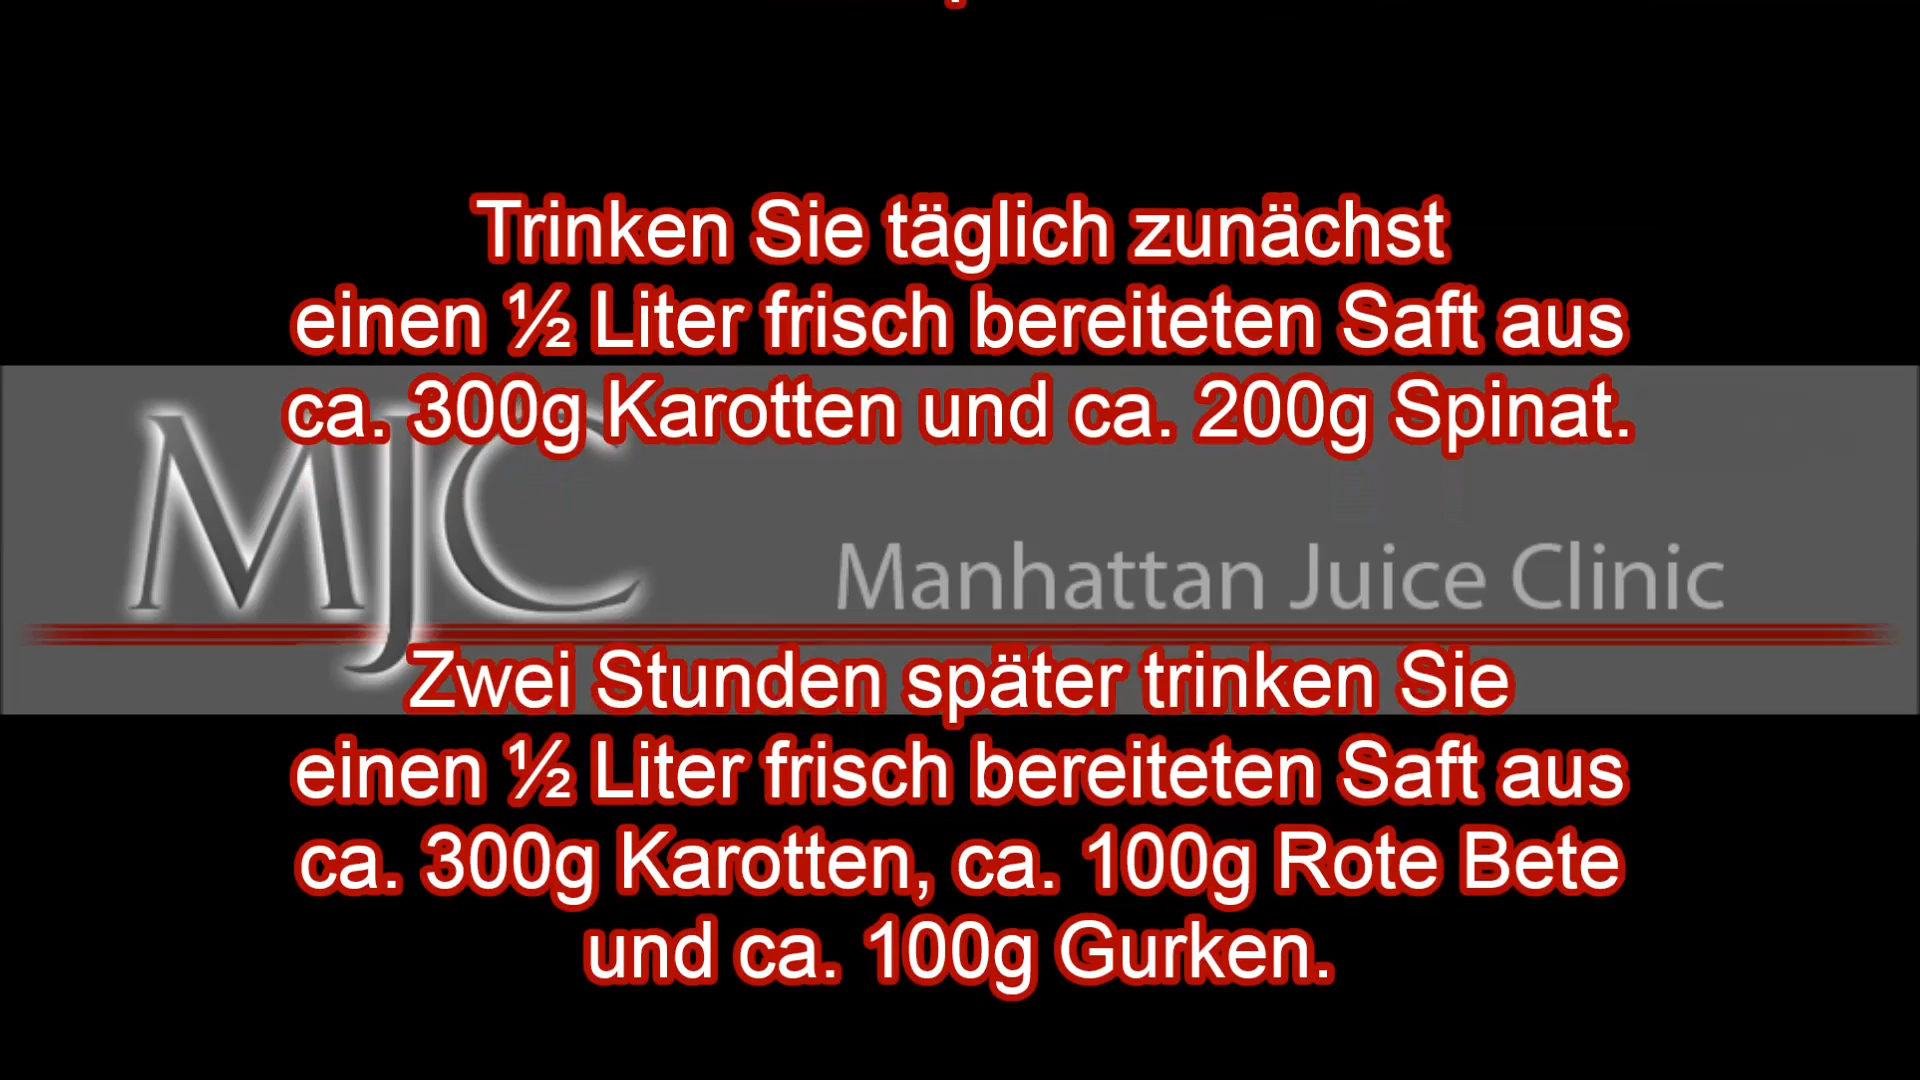 Trinken Sie täglich zunächst
einen ½ Liter frisch bereiteten Saft aus
ca. 300g Karotten und ca. 200g Spinat.
MJC
Manhattan Juice Clinic
Zwei Stunden später trinken Sie
einen ½ Liter frisch bereiteten Saft aus
ca. 300g Karotten, ca. 100g Rote Bete
und ca. 100g Gurken.